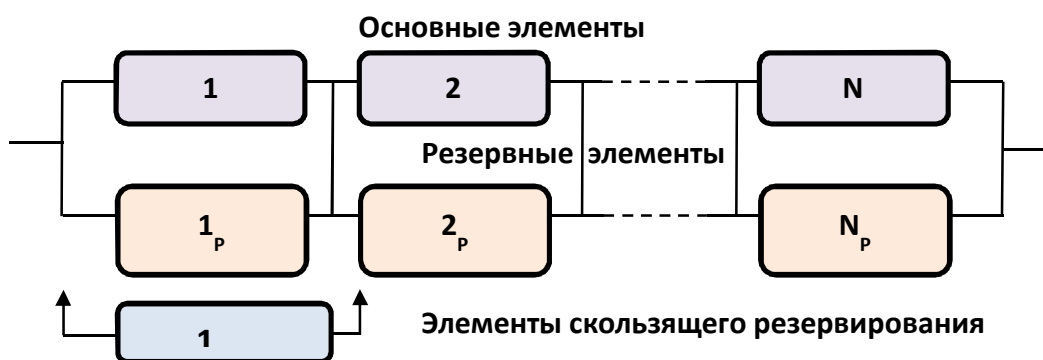 Основные элементы
1 2 N
Резервные элементы
1Р 2Р NР
1
Элементы скользящего резервирования